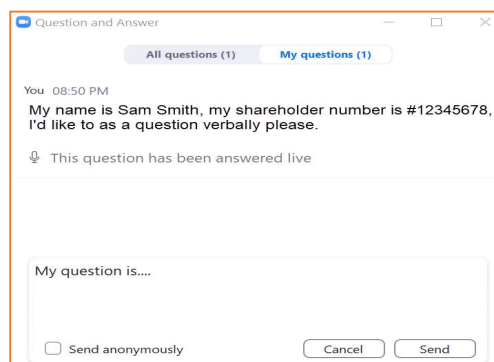 Question and Answer
All questions (1) My questions (1)
You 08:50 PM
My name is Sam Smith, my shareholder number is #12345678,
I'd like to as a question verbally please.
This question has been answered live
My question is....
Send anonymously Cancel Send